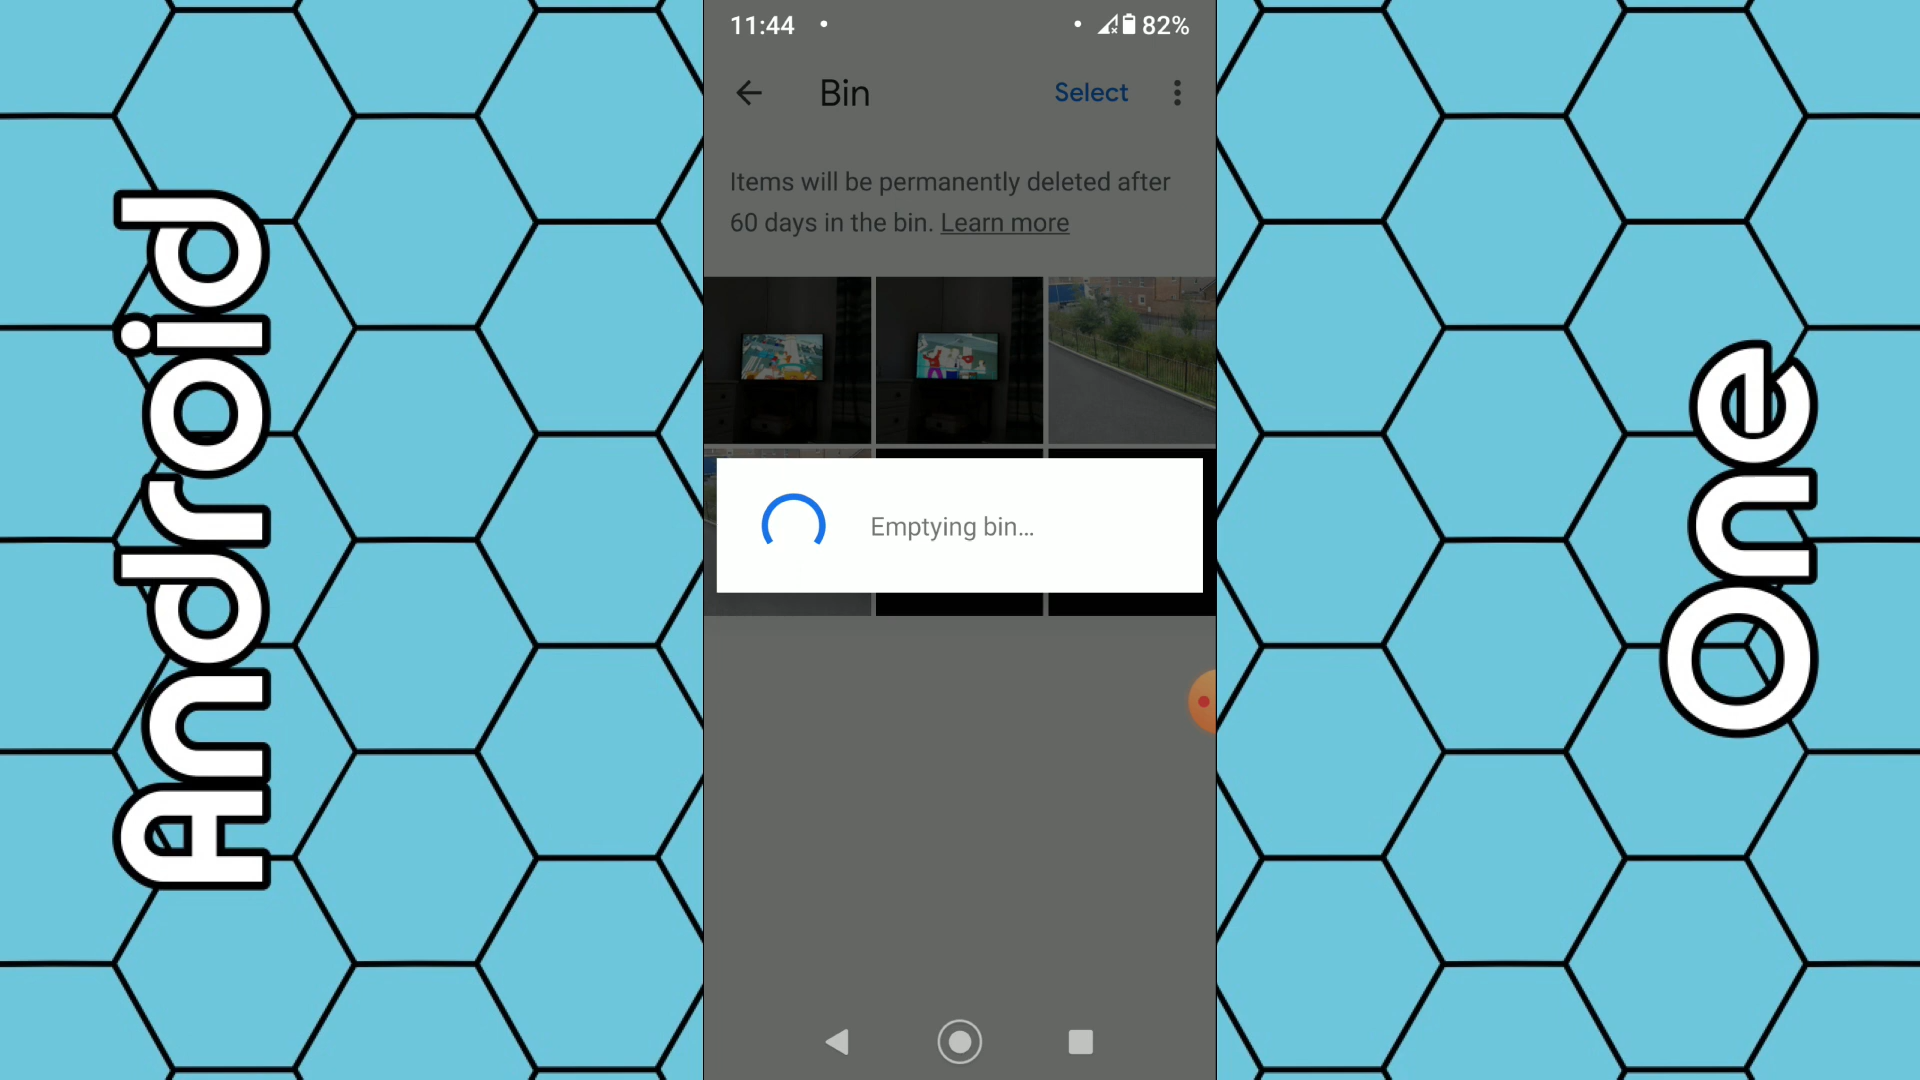 Android
11:44
82%
Bin
Select
Items will be permanently deleted after
60 days in the bin. Learn more
Emptying bin...
One